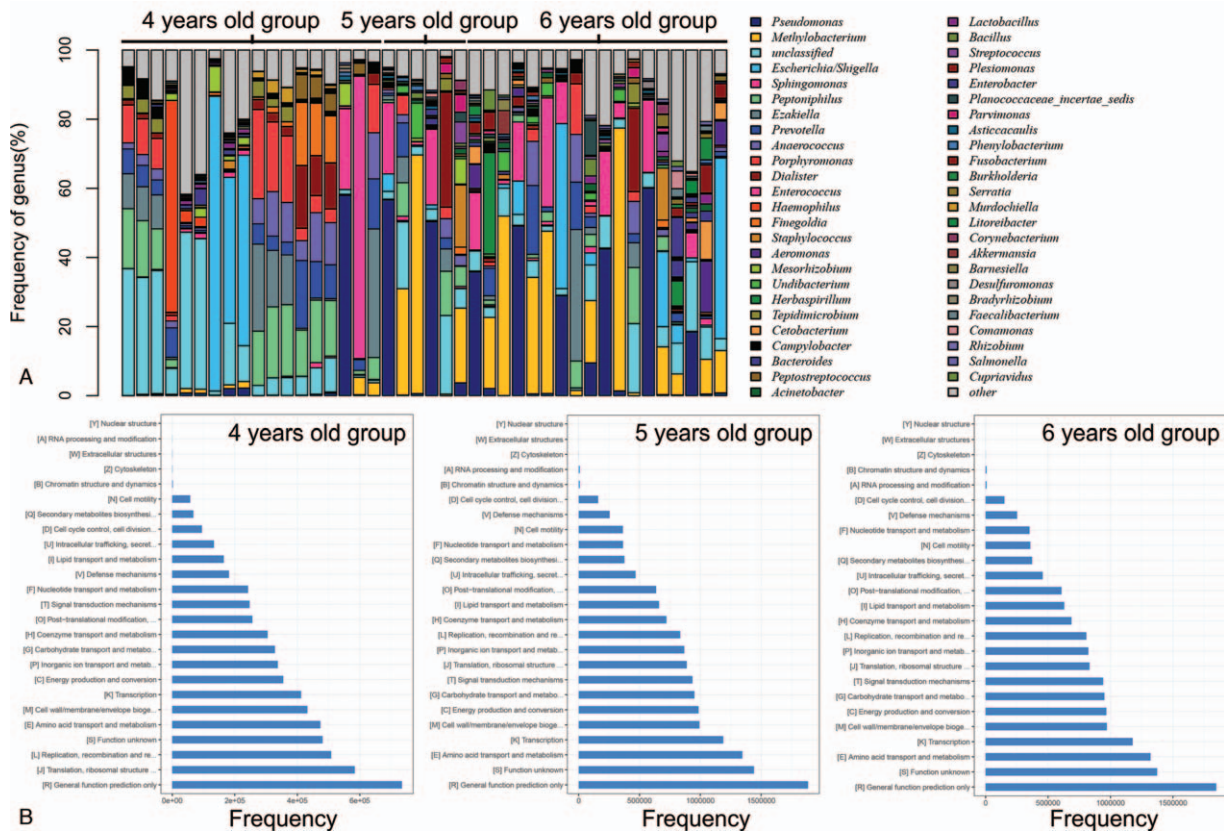 4 years old group
5 years old group
6 years old group
Frequency of genus(%)
100
80
60
40
20
0
A
Pseudomonas
Methylobacterium
unclassified
Escherichia/Shigella
Sphingomonas
Peptoniphilus
Ezakiella
Prevotella
Anaerococcus
Porphyromonas
Dialister
Enterococcus
Haemophilus
Finegoldia
Staphylococcus
Aeromonas
Mesorhizobium
Undibacterium
Herbaspirillum
Tepidimicrobium
Cetobacterium
Campylobacter
Bacteroides
Peptostreptococcus
Acinetobacter
Lactobacillus
Bacillus
Streptococcus
Plesiomonas
Enterobacter
Planococcaceae_incertae_sedis
Parvimonas
Asticcacaulis
Phenylobacterium
Fusobacterium
Burkholderia
Serratia
Murdochiella
Litoreibacter
Corynebacterium
Akkermansia
Barnesiella
Desulfuromonas
Bradyrhizobium
Faecalibacterium
Comamonas
Rhizobium
Salmonella
Cupriavidus
other
B
4 years old group
[Y] Nuclear structure
[A] RNA processing and modification
[W] Extracellular structures
[Z] Cytoskeleton
[B] Chromatin structure and dynamics
[N] Cell motility
[Q] Secondary metabolites biosynthesi...
[D] Cell cycle control, cell division...
[U] Intracellular trafficking, secret...
[I] Lipid transport and metabolism
[V] Defense mechanisms
[F] Nucleotide transport and metabolism
[T] Signal transduction mechanisms
[O] Post−translational modification, ...
[H] Coenzyme transport and metabolism
[G] Carbohydrate transport and metabo...
[P] Inorganic ion transport and metab...
[C] Energy production and conversion
[K] Transcription
[M] Cell wall/membrane/envelope bioge...
[E] Amino acid transport and metabolism
[S] Function unknown
[L] Replication, recombination and re...
[J] Translation, ribosomal structure ...
[R] General function prediction only
0e+00 2e+05 4e+05 6e+05
Frequency
5 years old group
[Y] Nuclear structure
[W] Extracellular structures
[Z] Cytoskeleton
[A] RNA processing and modification
[B] Chromatin structure and dynamics
[D] Cell cycle control, cell division...
[V] Defense mechanisms
[N] Cell motility
[F] Nucleotide transport and metabolism
[Q] Secondary metabolites biosynthesi...
[U] Intracellular trafficking, secret...
[O] Post−translational modification, ...
[I] Lipid transport and metabolism
[H] Coenzyme transport and metabolism
[L] Replication, recombination and re...
[P] Inorganic ion transport and metab...
[J] Translation, ribosomal structure ...
[T] Signal transduction mechanisms
[G] Carbohydrate transport and metabo...
[C] Energy production and conversion
[M] Cell wall/membrane/envelope bioge...
[K] Transcription
[E] Amino acid transport and metabolism
[S] Function unknown
[R] General function prediction only
0 500000 1000000 1500000
Frequency
6 years old group
[Y] Nuclear structure
[W] Extracellular structures
[Z] Cytoskeleton
[B] Chromatin structure and dynamics
[A] RNA processing and modification
[D] Cell cycle control, cell division...
[V] Defense mechanisms
[F] Nucleotide transport and metabolism
[N] Cell motility
[Q] Secondary metabolites biosynthesi...
[U] Intracellular trafficking, secret...
[O] Post−translational modification, ...
[I] Lipid transport and metabolism
[H] Coenzyme transport and metabolism
[L] Replication, recombination and re...
[P] Inorganic ion transport and metab...
[J] Translation, ribosomal structure ...
[T] Signal transduction mechanisms
[G] Carbohydrate transport and metabo...
[C] Energy production and conversion
[M] Cell wall/membrane/envelope bioge...
[K] Transcription
[E] Amino acid transport and metabolism
[S] Function unknown
[R] General function prediction only
0 500000 1000000 1500000
Frequency